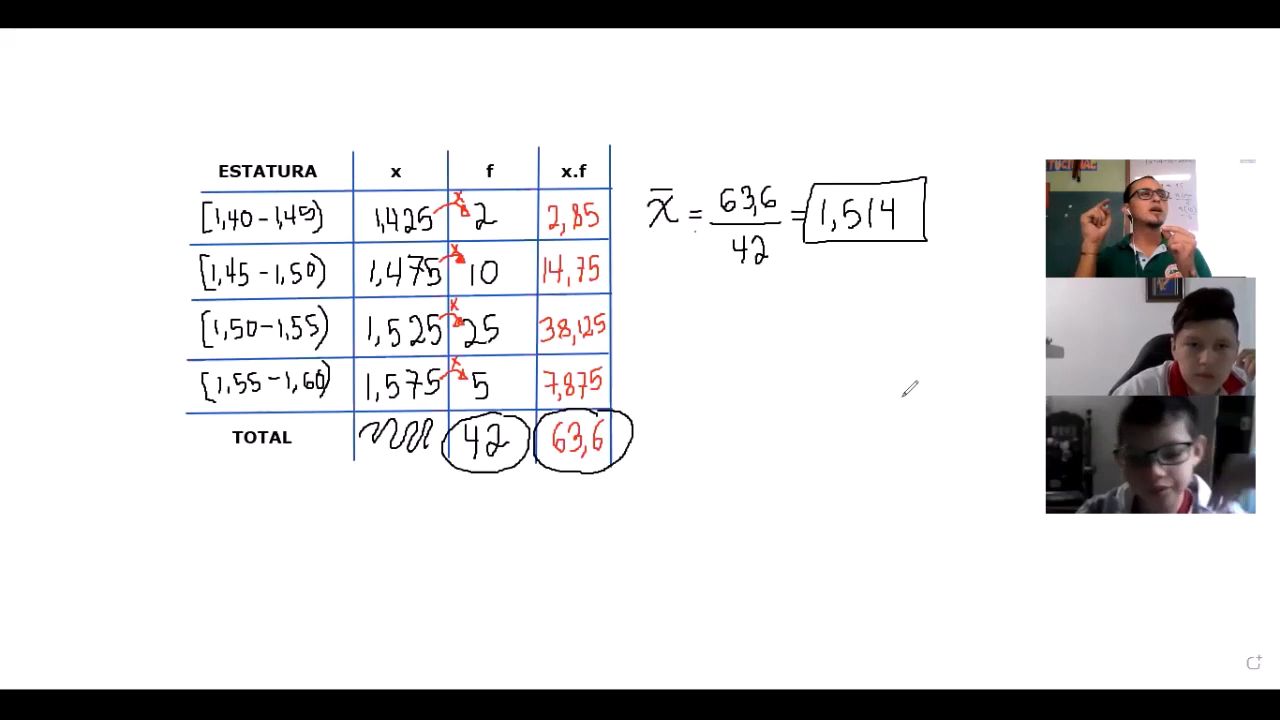 ESTATURA x f x.f
[1,40 - 1,45) 1,425 x 2 2,85
[1,45 - 1,50) 1,475 x 10 14,75
[1,50 - 1,55) 1,525 x 25 38,125
[1,55 - 1,60) 1,575 x 5 7,875
TOTAL 42 63,6
x̄ = 63,6 / 42 = 1,514